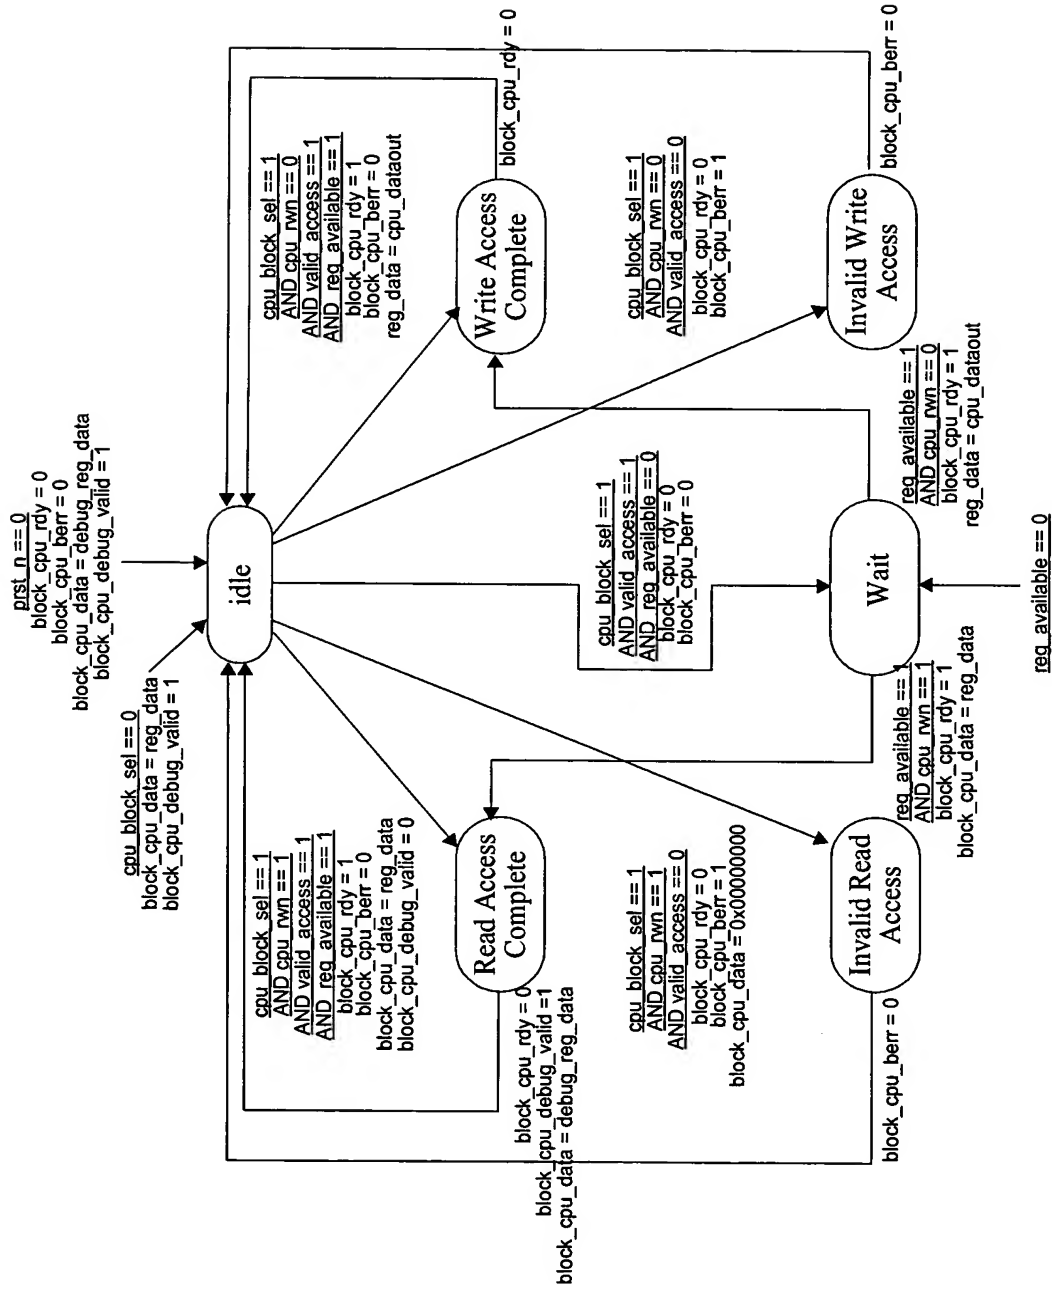 prst_n == 0
block_cpu_rdy = 0
block_cpu_berr = 0
block_cpu_data = debug_reg_data
block_cpu_debug_valid = 1
cpu_block_sel == 0
block_cpu_data = reg_data
block_cpu_debug_valid = 1
idle
cpu_block_sel == 1
AND cpu_rwn == 1
AND valid_access == 1
AND reg_available == 1
block_cpu_rdy = 1
block_cpu_berr = 0
block_cpu_data = reg_data
block_cpu_debug_valid = 0
cpu_block_sel == 1
AND cpu_rwn == 0
AND valid_access == 1
AND reg_available == 1
block_cpu_rdy = 1
block_cpu_berr = 0
reg_data = cpu_dataout
Read Access
Complete
Write Access
Complete
block_cpu_rdy = 0
block_cpu_debug_valid =1
block_cpu_data = debug_reg_data
block_cpu_rdy = 0
cpu_block_sel == 1
AND valid_access == 1
AND reg_available == 0
block_cpu_rdy = 0
block_cpu_berr = 0
cpu_block_sel == 1
AND cpu_rwn == 1
AND valid_access == 0
block_cpu_rdy = 0
block_cpu_berr = 1
block_cpu_data = 0x00000000
cpu_block_sel == 1
AND cpu_rwn == 0
AND valid_access == 0
block_cpu_rdy = 0
block_cpu_berr = 1
Invalid Read
Access
Wait
Invalid Write
Access
block_cpu_berr = 0
reg_available == 1
AND cpu_rwn == 1
block_cpu_rdy = 1
block_cpu_data = reg_data
reg_available == 1
AND cpu_rwn == 0
block_cpu_rdy = 1
reg_data = cpu_dataout
block_cpu_berr = 0
reg_available == 0